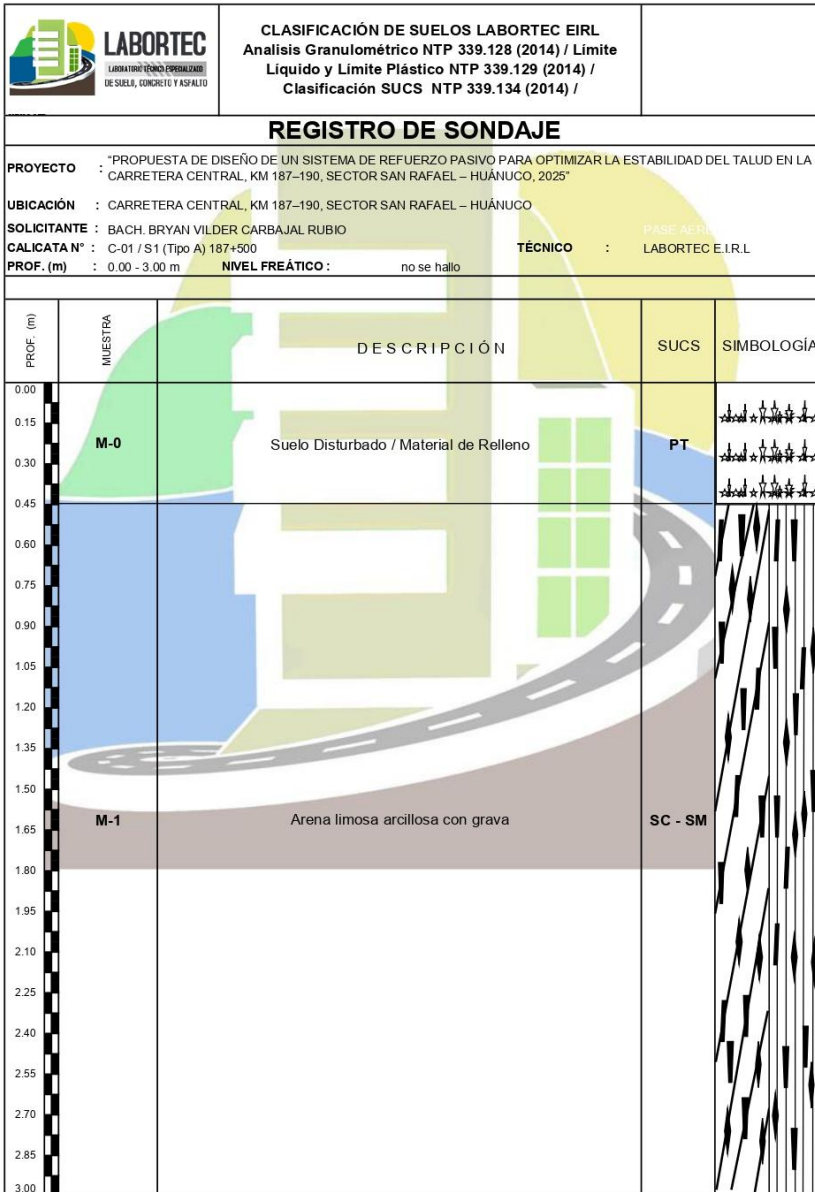 LABORTEC
LABORATORIO TÉCNICO ESPECIALIZADO
DE SUELO, CONCRETO Y ASFALTO
CLASIFICACIÓN DE SUELOS LABORTEC EIRL
Analisis Granulométrico NTP 339.128 (2014) / Límite
Líquido y Límite Plástico NTP 339.129 (2014) /
Clasificación SUCS NTP 339.134 (2014) /
REGISTRO DE SONDAJE
PROYECTO : "PROPUESTA DE DISEÑO DE UN SISTEMA DE REFUERZO PASIVO PARA OPTIMIZAR LA ESTABILIDAD DEL TALUD EN LA
CARRETERA CENTRAL, KM 187–190, SECTOR SAN RAFAEL – HUÁNUCO, 2025"
UBICACIÓN : CARRETERA CENTRAL, KM 187–190, SECTOR SAN RAFAEL – HUÁNUCO
SOLICITANTE : BACH. BRYAN VILDER CARBAJAL RUBIO
PASE AERE
CALICATA N° : C-01 / S1 (Tipo A) 187+500 TÉCNICO : LABORTEC E.I.R.L
PROF. (m) : 0.00 - 3.00 m NIVEL FREÁTICO : no se hallo
PROF. (m) MUESTRA DESCRIPCIÓN SUCS SIMBOLOGÍA
0.00
0.15
M-0 Suelo Disturbado / Material de Relleno PT
0.30
0.45
0.60
0.75
0.90
1.05
1.20
1.35
1.50
M-1 Arena limosa arcillosa con grava SC - SM
1.65
1.80
1.95
2.10
2.25
2.40
2.55
2.70
2.85
3.00